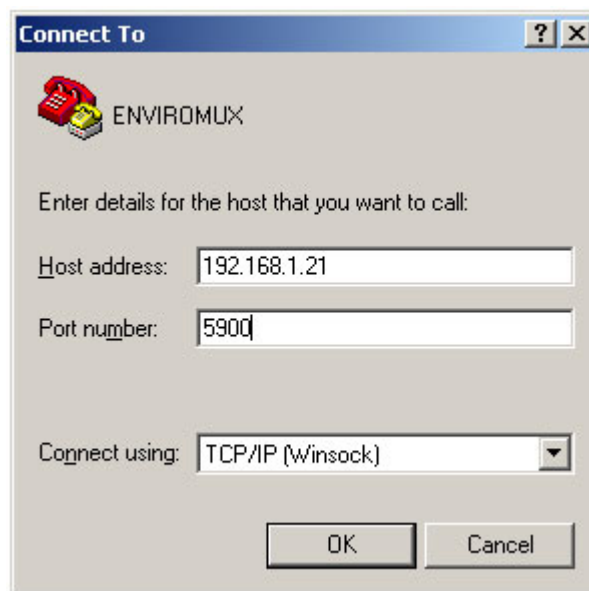 Connect To
ENVIROMUX
Enter details for the host that you want to call:
Host address: 192.168.1.21
Port number: 5900
Connect using: TCP/IP (Winsock)
OK Cancel